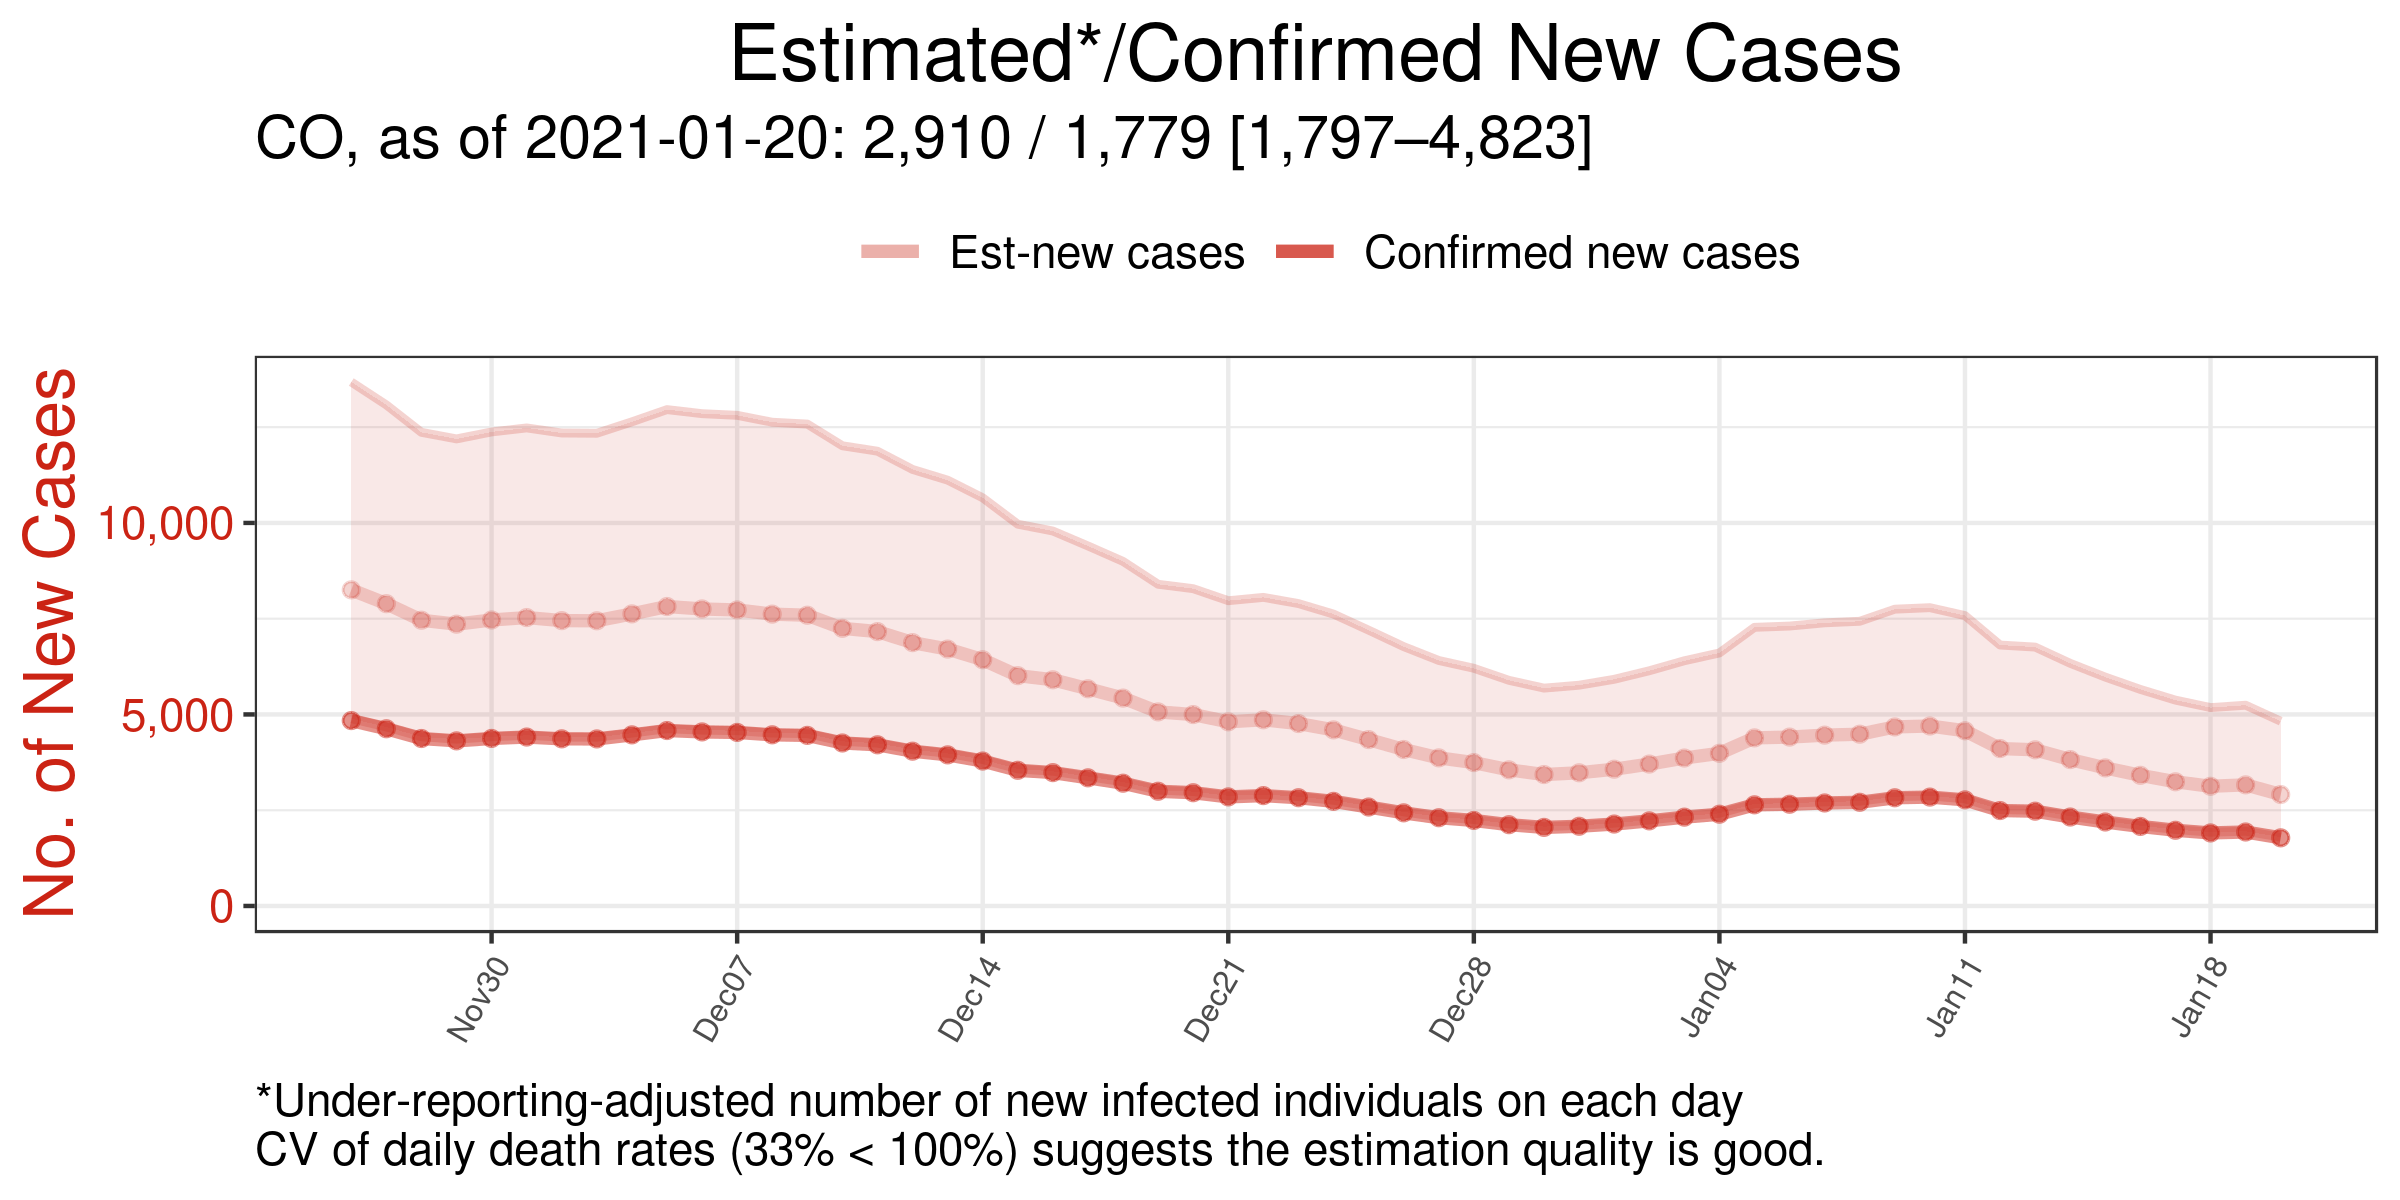 Estimated*/Confirmed New Cases
CO, as of 2021-01-20: 2,910 / 1,779 [1,797–4,823]
Est-new cases
Confirmed new cases
No. of New Cases
10,000
5,000
0
Nov30
Dec07
Dec14
Dec21
Dec28
Jan04
Jan11
Jan18
*Under-reporting-adjusted number of new infected individuals on each day
CV of daily death rates (33% < 100%) suggests the estimation quality is good.